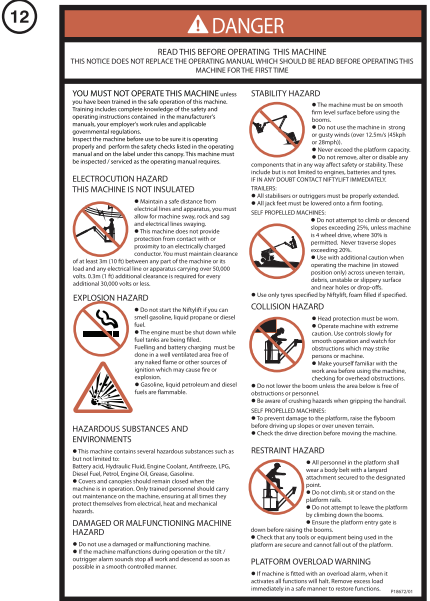 12
DANGER
READ THIS BEFORE OPERATING THIS MACHINE
THIS NOTICE DOES NOT REPLACE THE OPERATING MANUAL WHICH SHOULD BE READ BEFORE OPERATING THIS
MACHINE FOR THE FIRST TIME
YOU MUST NOT OPERATE THIS MACHINE unless
you have been trained in the safe operation of this machine.
Training includes complete knowledge of the safety and
operating instructions contained in the manufacturer's
manuals, your employer's work rules and applicable
governmental regulations.
Inspect the machine before use to be sure it is operating
properly and perform the safety checks listed in the operating
manual and on the label under this canopy. This machine must
be inspected / serviced as the operating manual requires.
ELECTROCUTION HAZARD
THIS MACHINE IS NOT INSULATED
● Maintain a safe distance from
electrical lines and apparatus, you must
allow for machine sway, rock and sag
and electrical lines swaying.
● This machine does not provide
protection from contact with or
proximity to an electrically charged
conductor. You must maintain clearance
of at least 3m (10 ft) between any part of the machine or its
load and any electrical line or apparatus carrying over 50,000
volts. 0.3m (1 ft) additional clearance is required for every
additional 30,000 volts or less.
EXPLOSION HAZARD
● Do not start the Niftylift if you can
smell gasoline, liquid propane or diesel
fuel.
● The engine must be shut down while
fuel tanks are being filled.
uelling and battery charging must be
done in a well ventilated area free of
any naked flame or other sources of
ignition which may cause fire or
explosion.
● Gasoline, liquid petroleum and diesel
fuels are flammable.
HAZARDOUS SUBSTANCES AND
ENVIRONMENTS
● This machine contains several hazardous substances such as
but not limited to:
Battery acid, Hydraulic Fluid, Engine Coolant, Antifreeze, LPG,
Diesel Fuel, Petrol, Engine Oil, Grease, Gasoline.
● Covers and canopies should remain closed when the
machine is in operation. Only trained personnel should carry
out maintenance on the machine, ensuring at all times they
protect themselves from electrical, heat and mechanical
hazards.
DAMAGED OR MALFUNCTIONING MACHINE
HAZARD
● Do not use a damaged or malfunctioning machine.
● If the machine malfunctions during operation or the tilt /
outrigger alarm sounds stop all work and descend as soon as
possible in a smooth controlled manner.
STABILITY HAZARD
● The machine must be on smooth
firm level surface before using the
booms.
● Do not use the machine in strong
or gusty winds (over 12.5m/s [45kph
or 28mph]).
● Never exceed the platform capacity.
● Do not remove, alter or disable any
components that in any way affect safety or stability. These
include but is not limited to engines, batteries and tyres.
IF IN ANY DOUBT CONTACT NIFTYLIFT IMMEDIATELY.
TRAILERS:
● All stabilisers or outriggers must be properly extended.
● All jack feet must be lowered onto a firm footing.
SELF PROPELLED MACHINES:
● Do not attempt to climb or descend
slopes exceeding 25%, unless machine
is 4 wheel drive, where 30% is
permitted. Never traverse slopes
exceeding 20%.
● Use with additional caution when
operating the machine (in stowed
position only) across uneven terrain,
debris, unstable or slippery surface
and near holes or drop-offs.
● Use only tyres specified by Niftylift, foam filled if specified.
COLLISION HAZARD
● Head protection must be worn.
● Operate machine with extreme
caution. Use controls slowly for
smooth operation and watch for
obstructions which may strike
persons or machine.
● Make yourself familiar with the
work area before using the machine,
checking for overhead obstructions.
● Do not lower the boom unless the area below is free of
obstructions or personnel.
● Be aware of crushing hazards when gripping the handrail.
SELF PROPELLED MACHINES:
● To prevent damage to the platform, raise the flyboom
before driving up slopes or over uneven terrain.
● Check the drive direction before moving the machine.
RESTRAINT HAZARD
● All personnel in the platform shall
wear a body belt with a lanyard
attachment secured to the designated
point.
● Do not climb, sit or stand on the
platform rails.
● Do not attempt to leave the platform
by climbing down the booms.
● Ensure the platform entry gate is
down before raising the booms.
● Check that any tools or equipment being used in the
platform are secure and cannot fall out of the platform.
PLATFORM OVERLOAD WARNING
● If machine is fitted with an overload alarm, when it
activates all functions will halt. Remove excess load
immediately in a safe manner to restore functions.
P18672/01